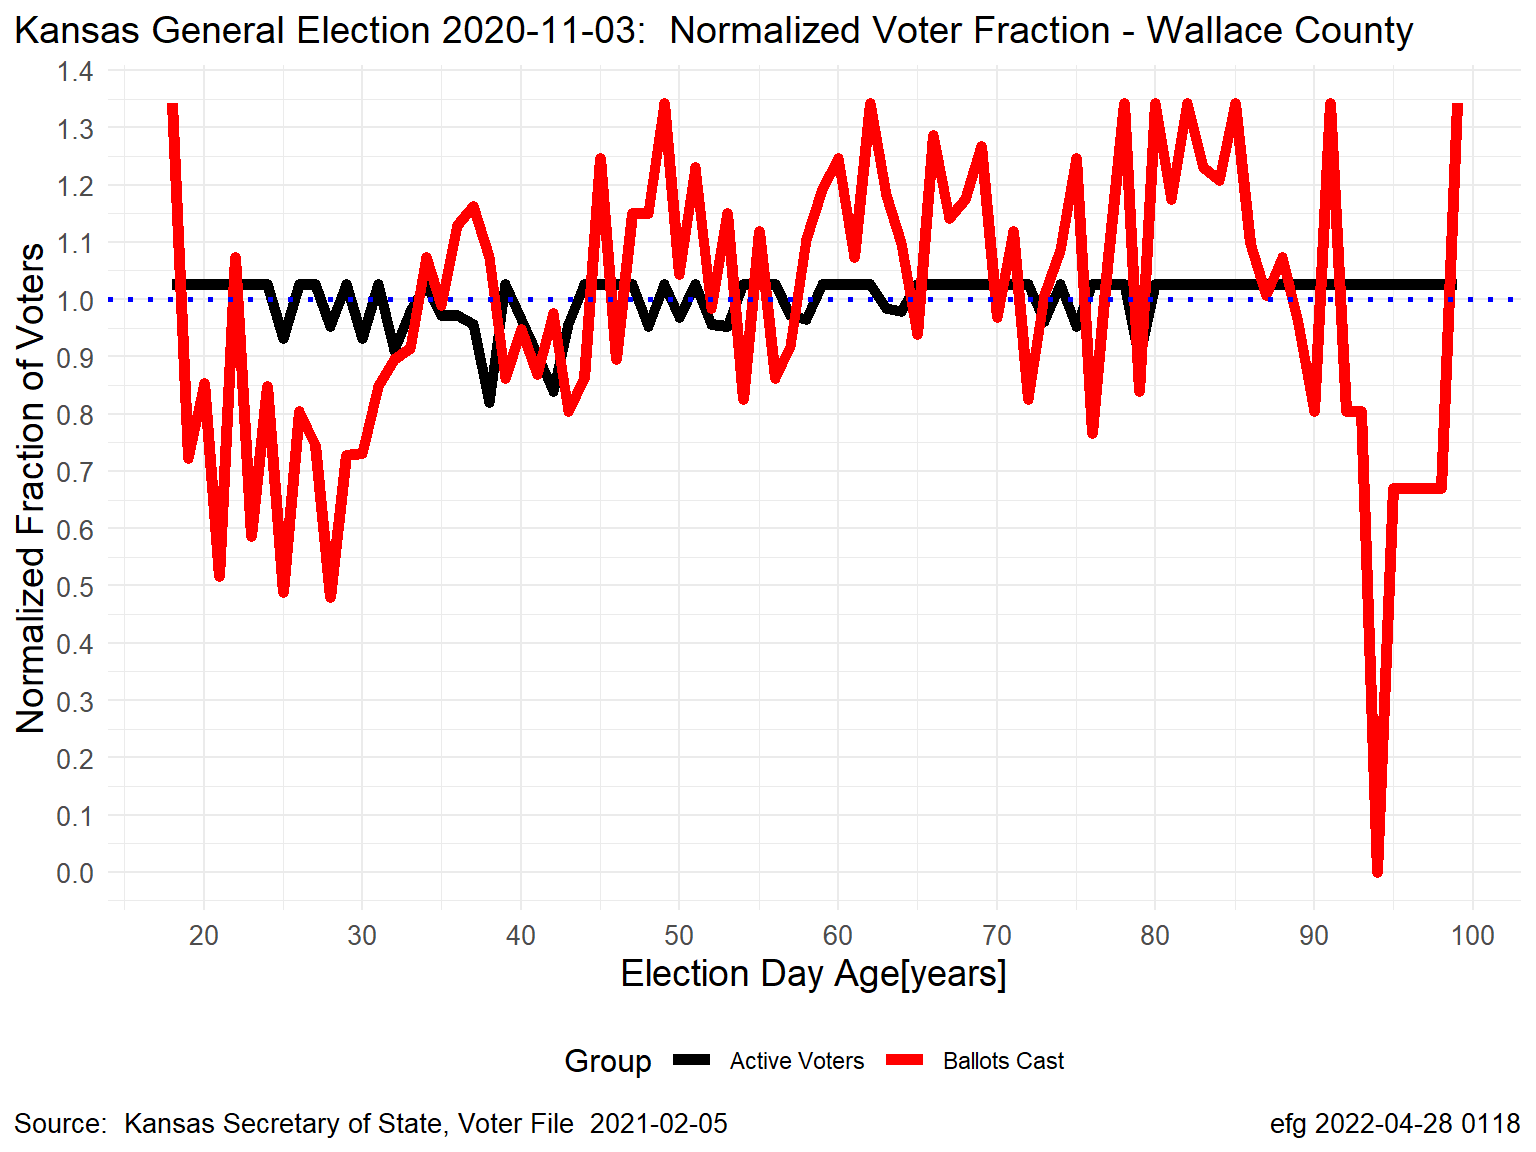 Kansas General Election 2020-11-03:  Normalized Voter Fraction - Wallace County
Normalized Fraction of Voters
1.4
1.3
1.2
1.1
1.0
0.9
0.8
0.7
0.6
0.5
0.4
0.3
0.2
0.1
0.0
20 30 40 50 60 70 80 90 100
Election Day Age[years]
Group Active Voters Ballots Cast
Source:  Kansas Secretary of State, Voter File  2021-02-05
efg 2022-04-28 0118